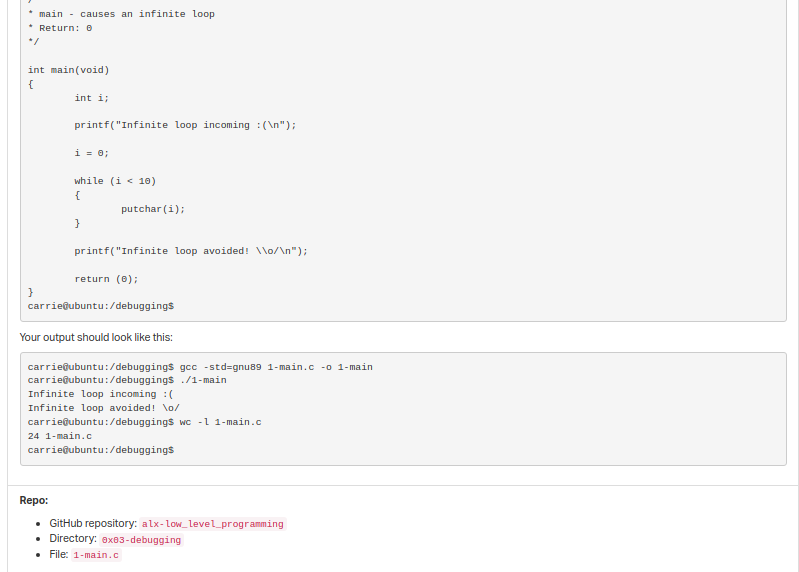 /
* main - causes an infinite loop
* Return: 0
*/
int main(void)
{
int i;
printf("Infinite loop incoming :(\n");
i = 0;
while (i < 10)
{
putchar(i);
}
printf("Infinite loop avoided! \\o/\n");
return (0);
}
carrie@ubuntu:/debugging$
Your output should look like this:
carrie@ubuntu:/debugging$ gcc -std=gnu89 1-main.c -o 1-main
carrie@ubuntu:/debugging$ ./1-main
Infinite loop incoming :(
Infinite loop avoided! \o/
carrie@ubuntu:/debugging$ wc -l 1-main.c
24 1-main.c
carrie@ubuntu:/debugging$
Repo:
• GitHub repository: alx-low_level_programming
• Directory: 0x03-debugging
• File: 1-main.c